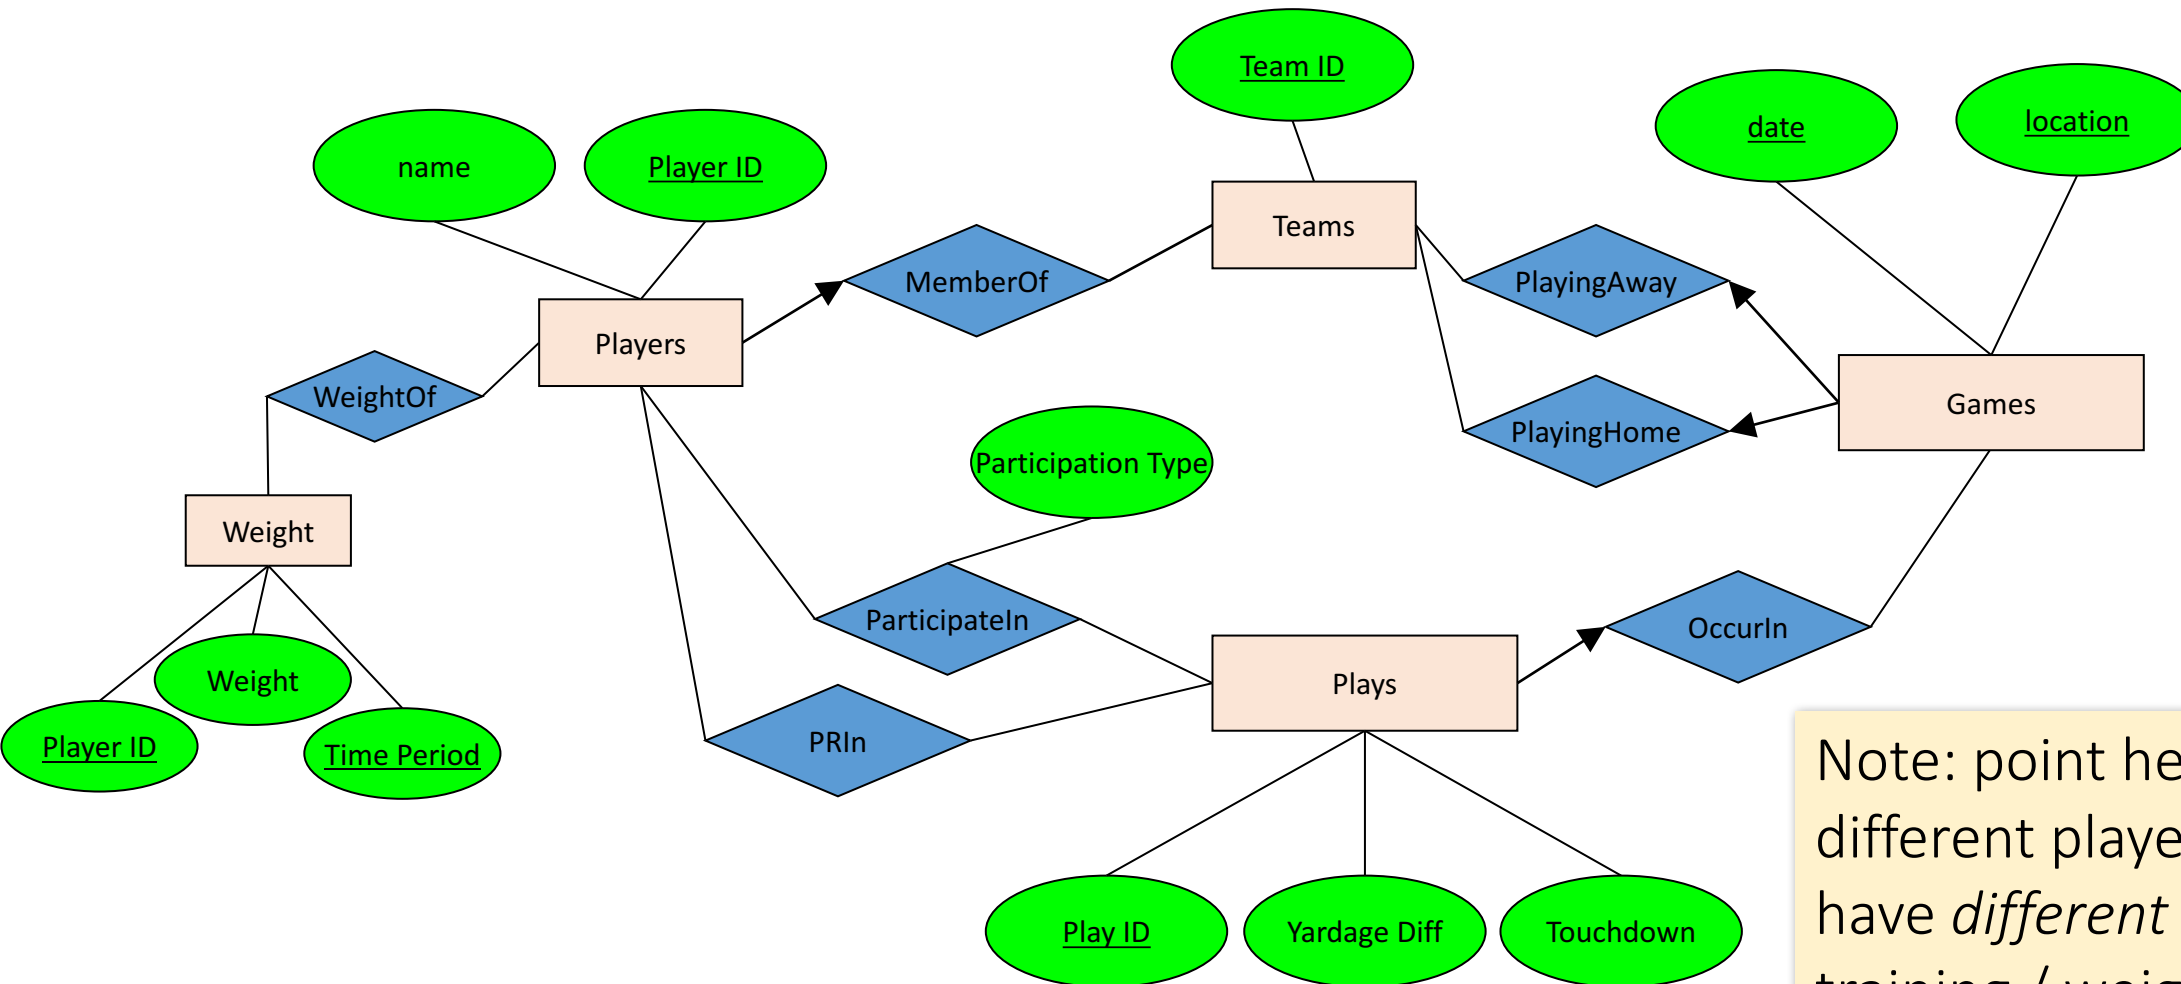 Team ID
date
location
name
Player ID
Teams
MemberOf
PlayingAway
Players
WeightOf
Games
PlayingHome
Participation Type
Weight
ParticipateIn
OccurIn
Weight
Plays
Player ID
Time Period
PRIn
Note: point he
different playe
have different
training / weig
Play ID
Yardage Diff
Touchdown